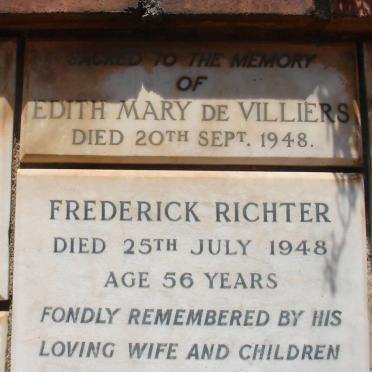 SACRED TO THE MEMORY
OF
EDITH MARY DE VILLIERS
DIED 20TH SEPT. 1948.
FREDERICK RICHTER
DIED 25TH JULY 1948
AGE 56 YEARS
FONDLY REMEMBERED BY HIS
LOVING WIFE AND CHILDREN